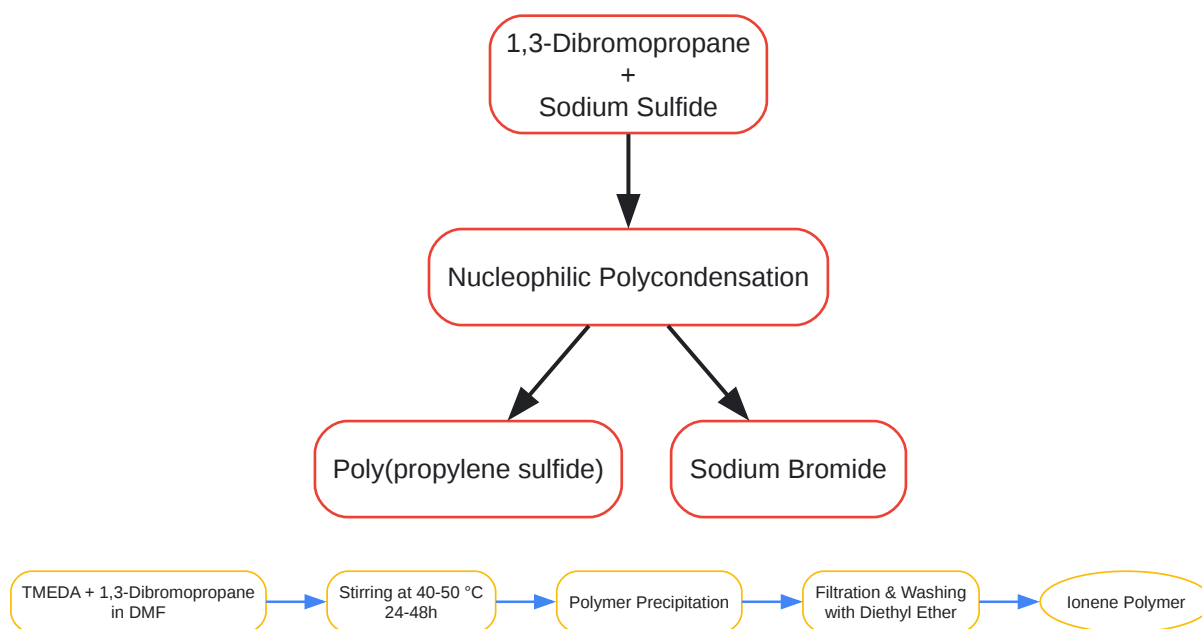 1,3-Dibromopropane
+
Sodium Sulfide
Nucleophilic Polycondensation
Poly(propylene sulfide)
Sodium Bromide
TMEDA + 1,3-Dibromopropane
in DMF
Stirring at 40-50 °C
24-48h
Polymer Precipitation
Filtration & Washing
with Diethyl Ether
Ionene Polymer